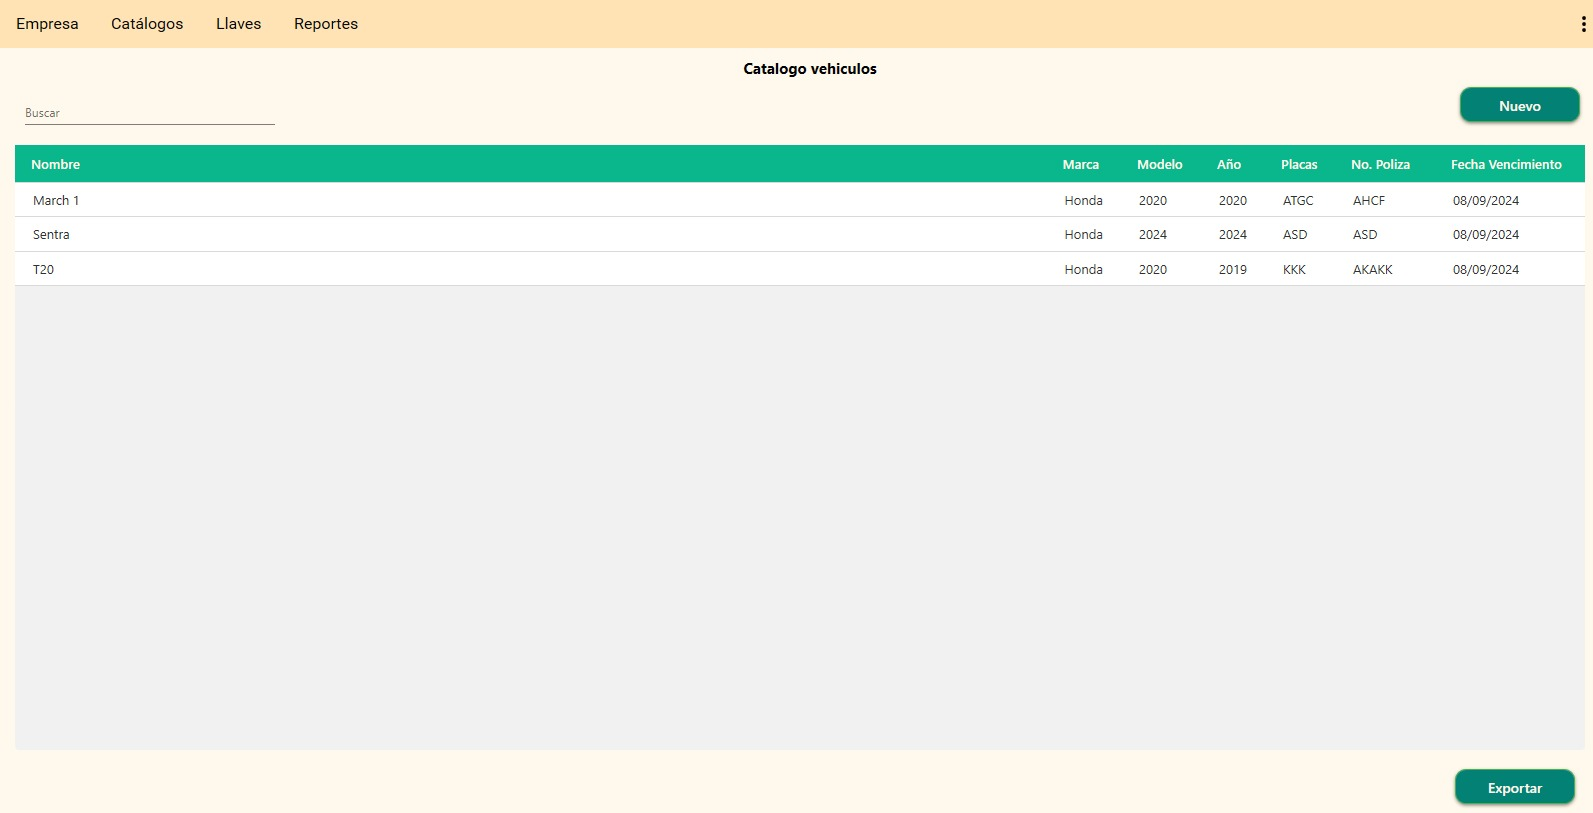 Empresa Catálogos Llaves Reportes
Catalogo vehiculos
Buscar
Nuevo
Nombre Marca Modelo Año Placas No. Poliza Fecha Vencimiento
March 1 Honda 2020 2020 ATGC AHCF 08/09/2024
Sentra Honda 2024 2024 ASD ASD 08/09/2024
T20 Honda 2020 2019 KKK AKAKK 08/09/2024
Exportar